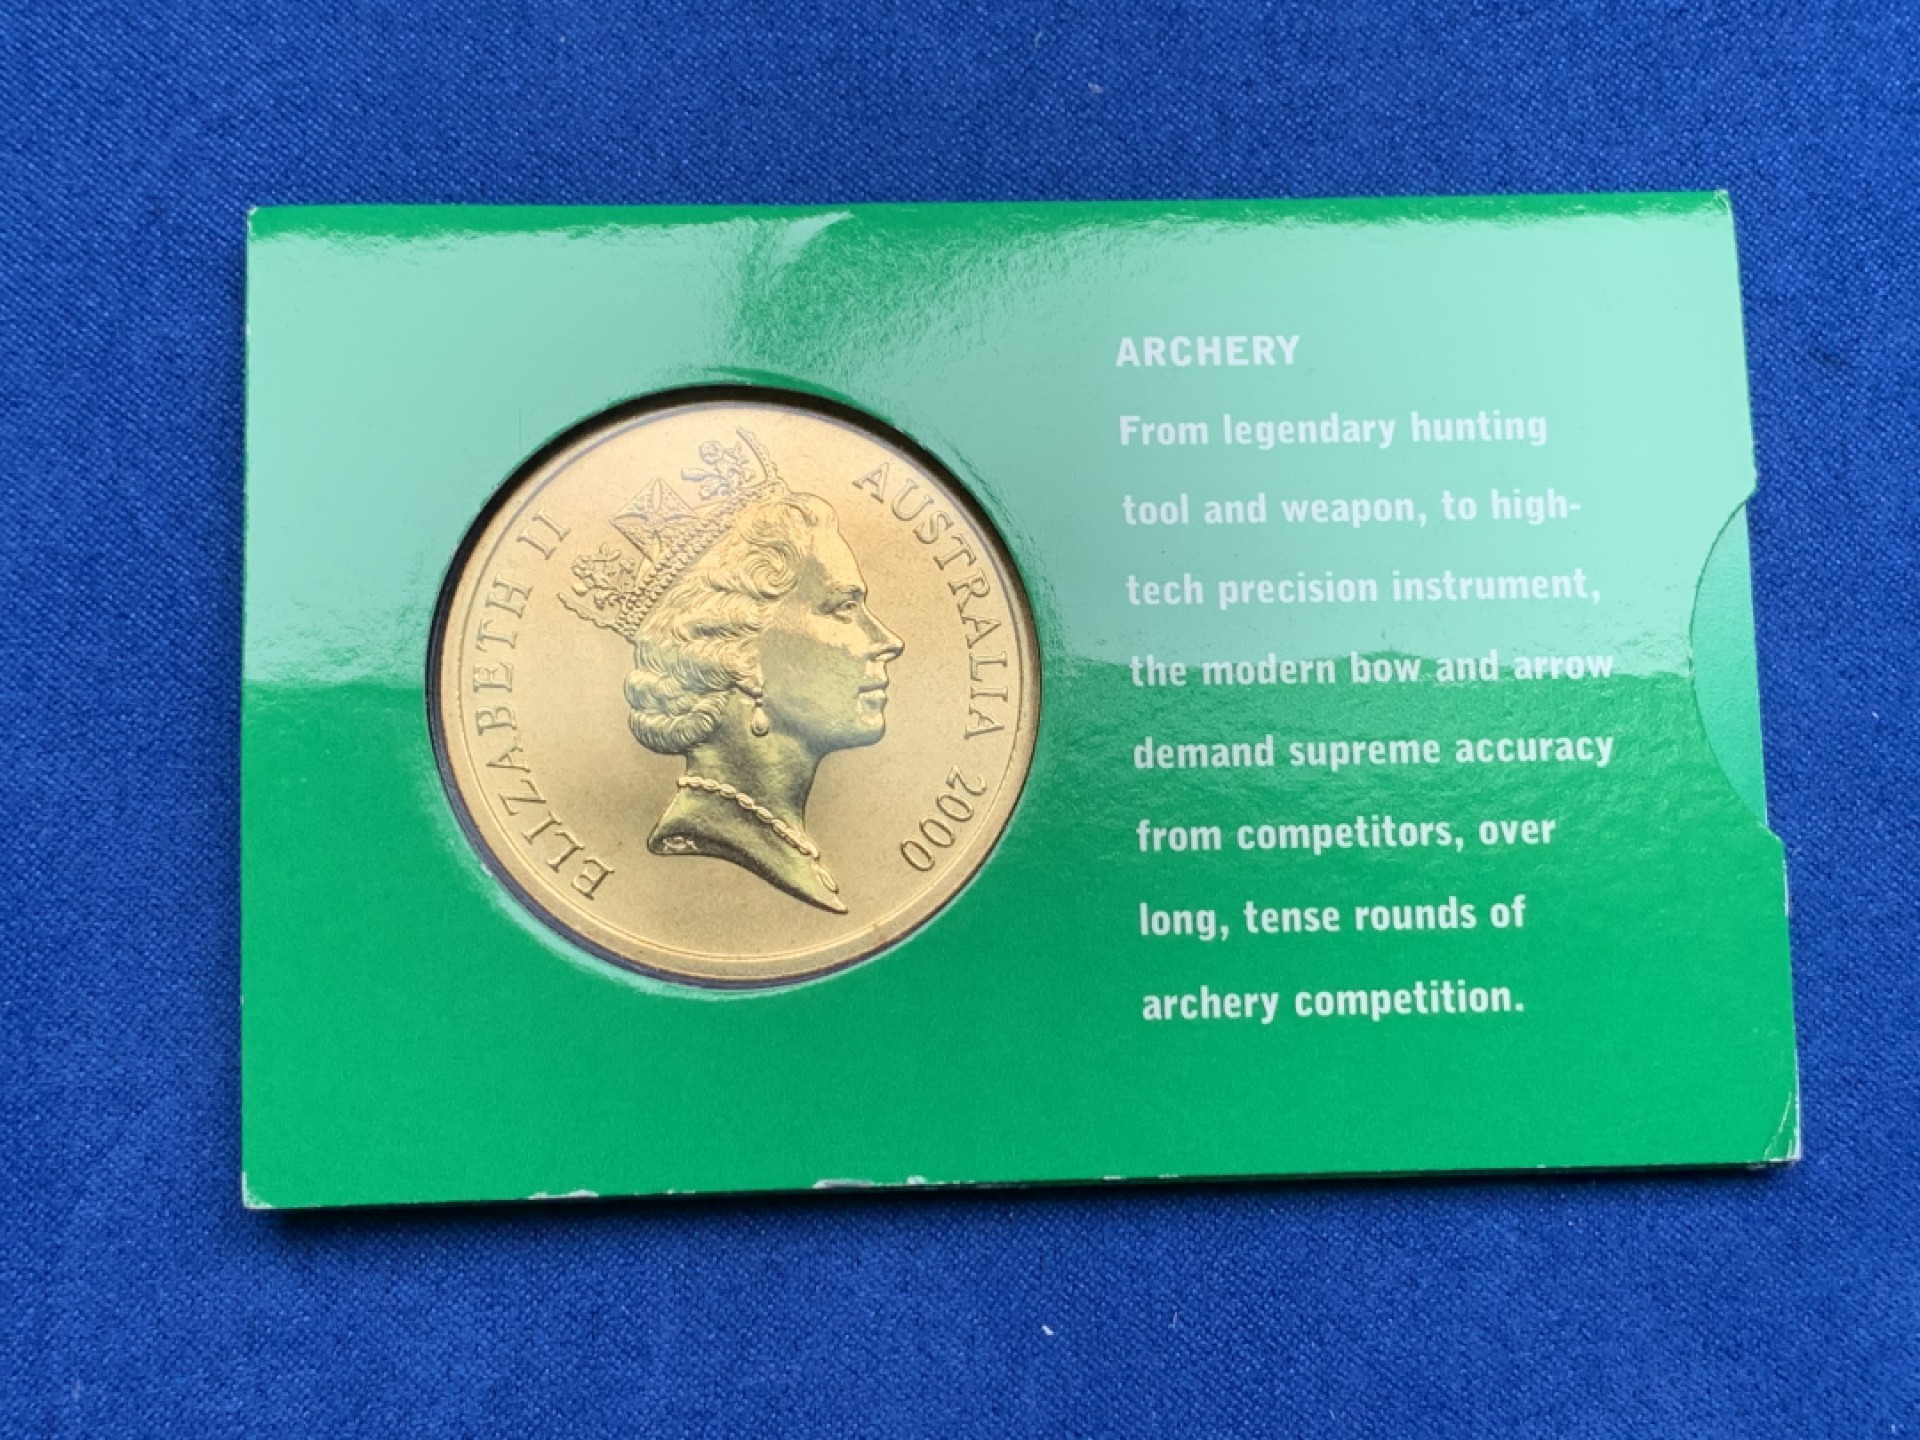 ELIZABETH II
AUSTRALIA 2000
ARCHERY
From legendary hunting
tool and weapon, to high-
tech precision instrument,
the modern bow and arrow
demand supreme accuracy
from competitors, over
long, tense rounds of
archery competition.